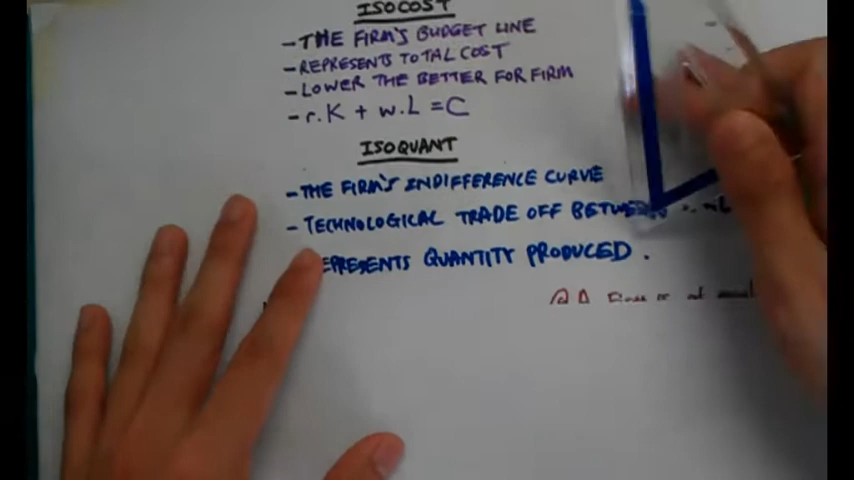 ISOCOST
- THE FIRM'S BUDGET LINE
- REPRESENTS TOTAL COST
- LOWER THE BETTER FOR FIRM
- r.K + w.L = C
ISOQUANT
- THE FIRM'S INDIFFERENCE CURVE
- TECHNOLOGICAL TRADE OFF
EPRESENTS QUANTITY PRODUCED.